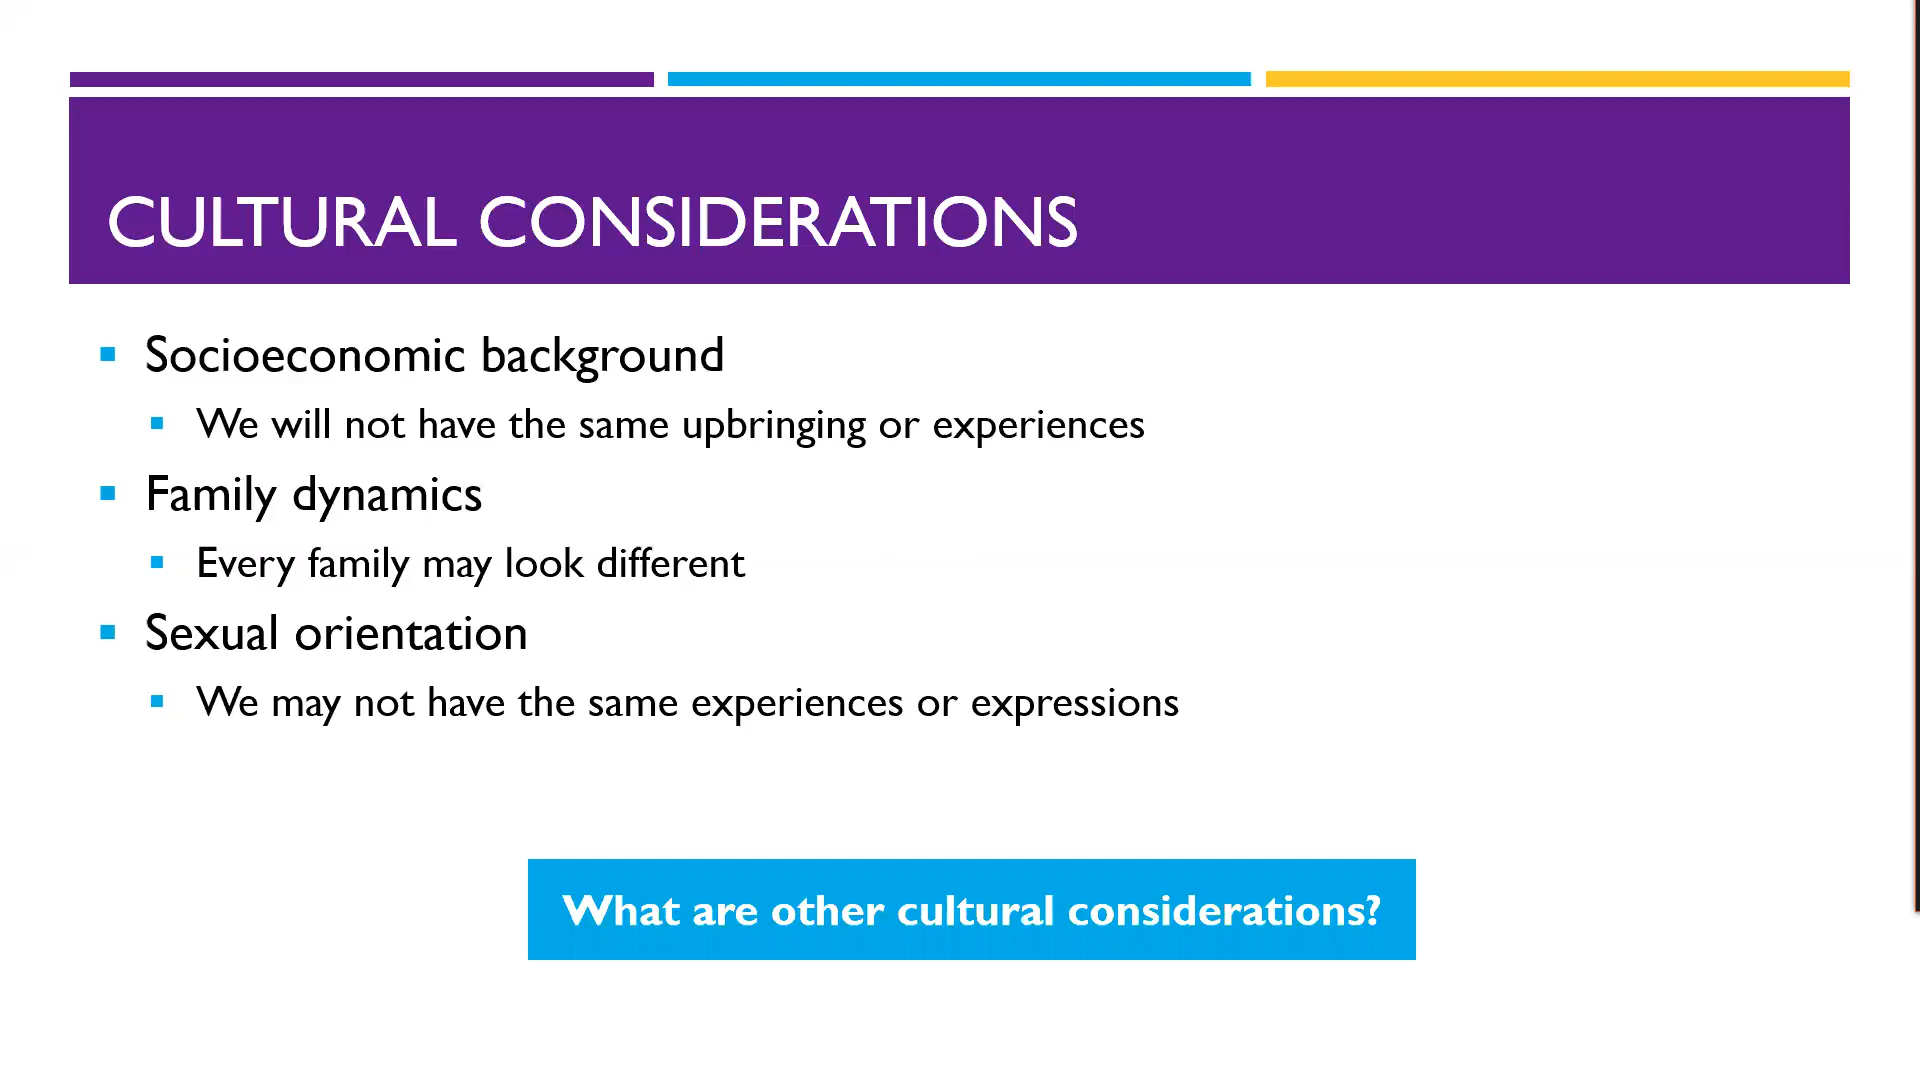 CULTURAL CONSIDERATIONS
Socioeconomic background
We will not have the same upbringing or experiences
Family dynamics
Every family may look different
Sexual orientation
We may not have the same experiences or expressions
What are other cultural considerations?